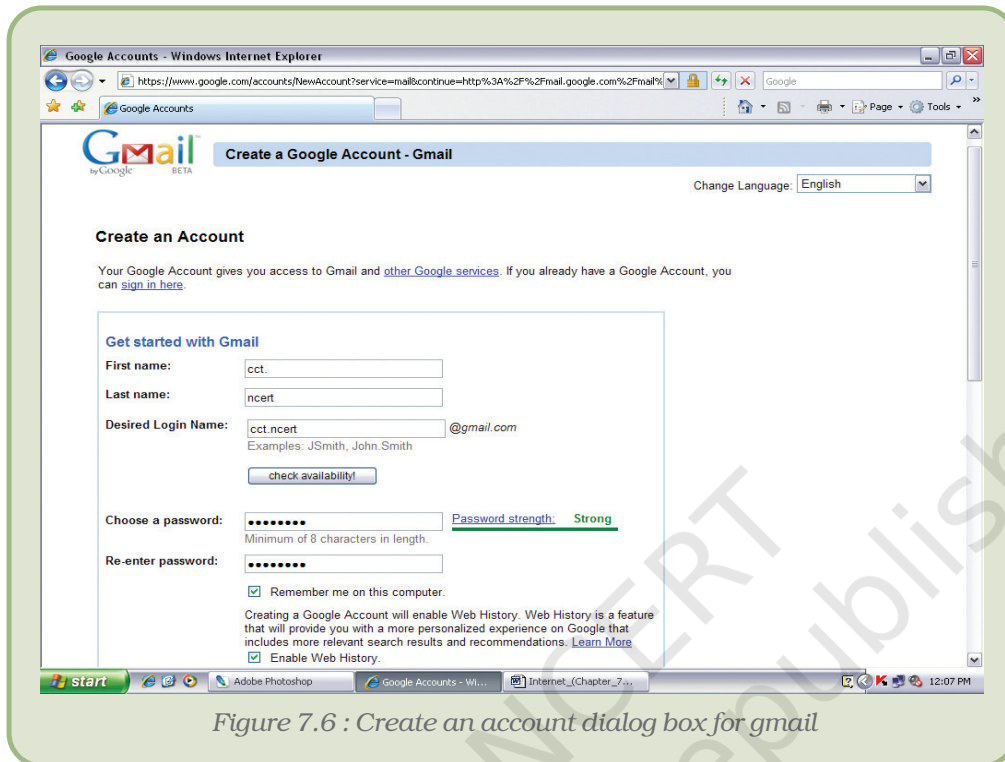 Google Accounts - Windows Internet Explorer
https://www.google.com/accounts/NewAccount?service=mail&continue=http%3A%2F%2Fmail.google.com%2Fmail% Google
Google Accounts Page Tools »
Gmail Create a Google Account - Gmail
by Google BETA
Change Language: English
Create an Account
Your Google Account gives you access to Gmail and other Google services. If you already have a Google Account, you
can sign in here.
Get started with Gmail
First name: cct.
Last name: ncert
Desired Login Name: cct.ncert @gmail.com
Examples: JSmith, John.Smith
check availability!
Choose a password: •••••••• Password strength: Strong
Minimum of 8 characters in length.
Re-enter password: ••••••••
Remember me on this computer.
Creating a Google Account will enable Web History. Web History is a feature
that will provide you with a more personalized experience on Google that
includes more relevant search results and recommendations. Learn More
Enable Web History.
start Adobe Photoshop Google Accounts - Wi... Internet_(Chapter_7... 12:07 PM
Figure 7.6 : Create an account dialog box for gmail
NCERT
republish